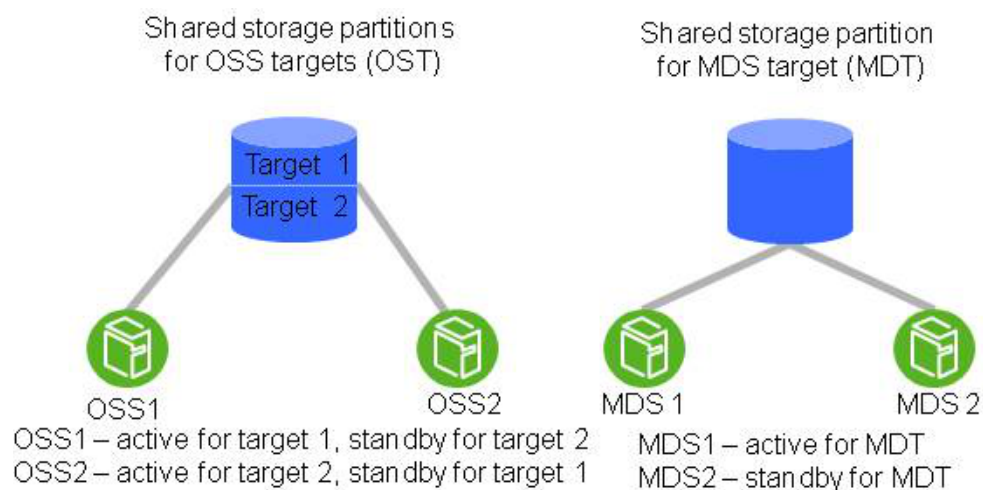 Shared storage partitions
for OSS targets (OST)
Shared storage partition
for MDS target (MDT)
Target 1
Target 2
OSS1
OSS2
MDS 1
MDS 2
OSS1 – active for target 1, standby for target 2
OSS2 – active for target 2, standby for target 1
MDS1 – active for MDT
MDS2 – standby for MDT